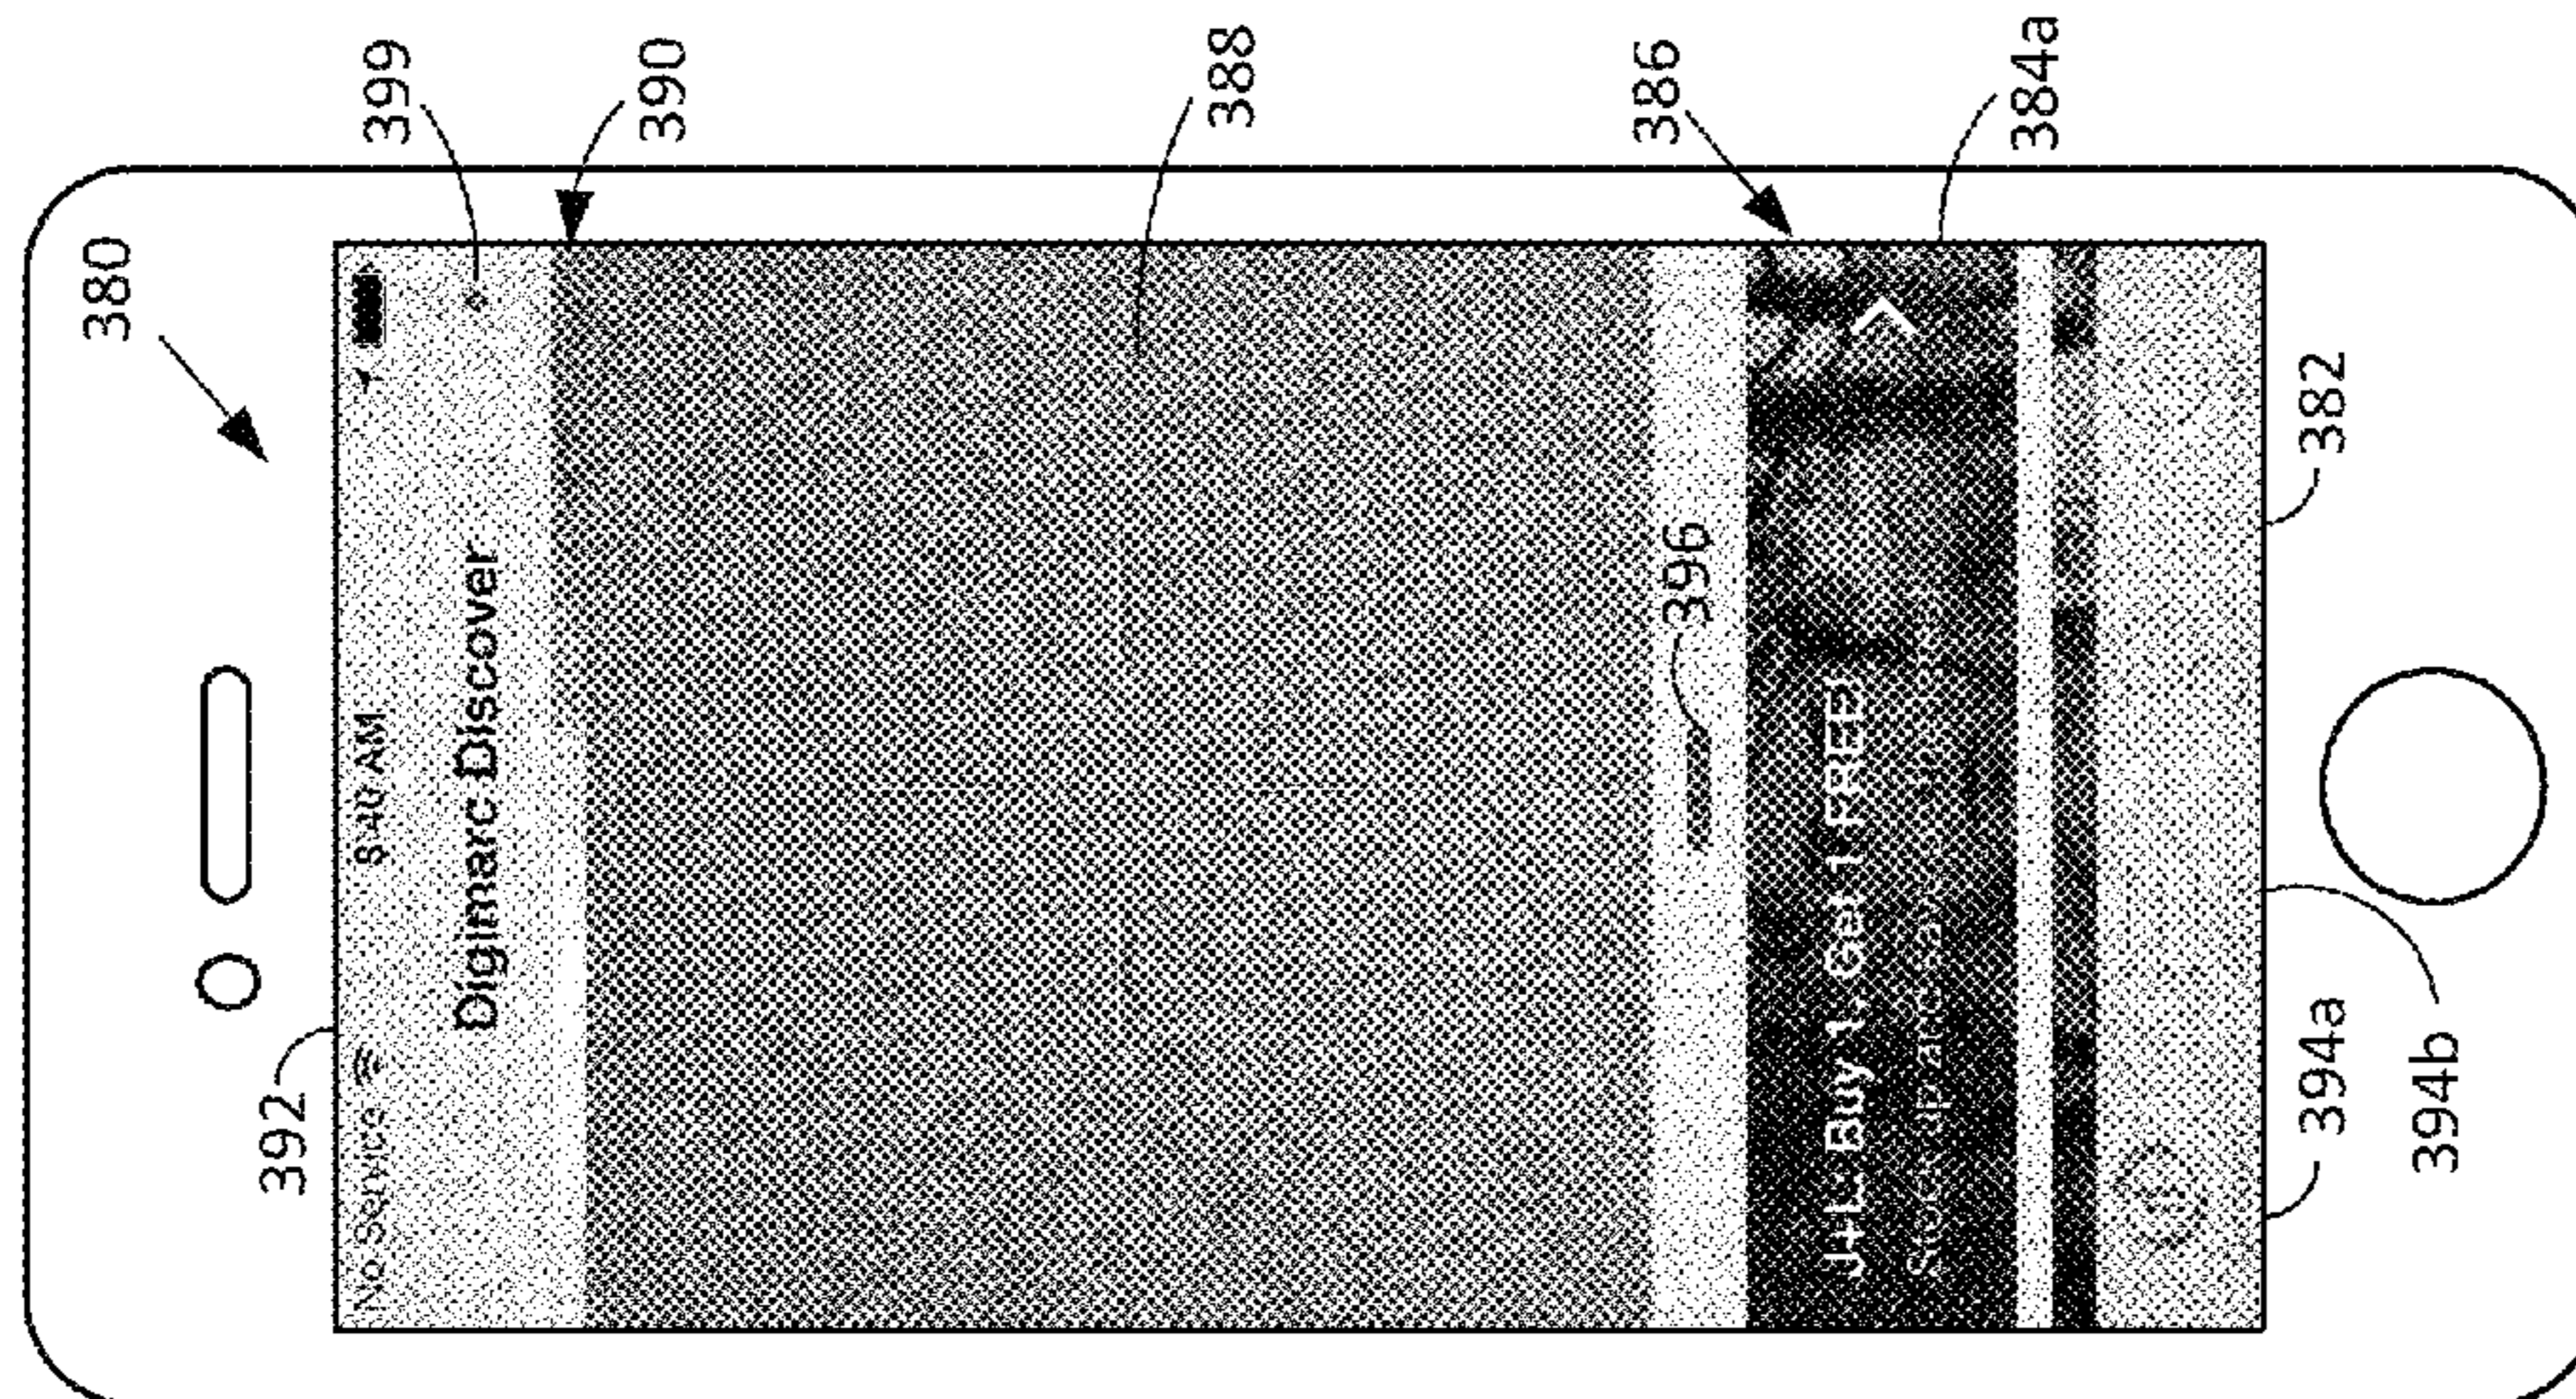 380
399
390
388
386
384a
392
No Service 8:40 AM
Digimarc Discover
396
J+L: Buy 1, Get 1 FREE!
382
394a
394b